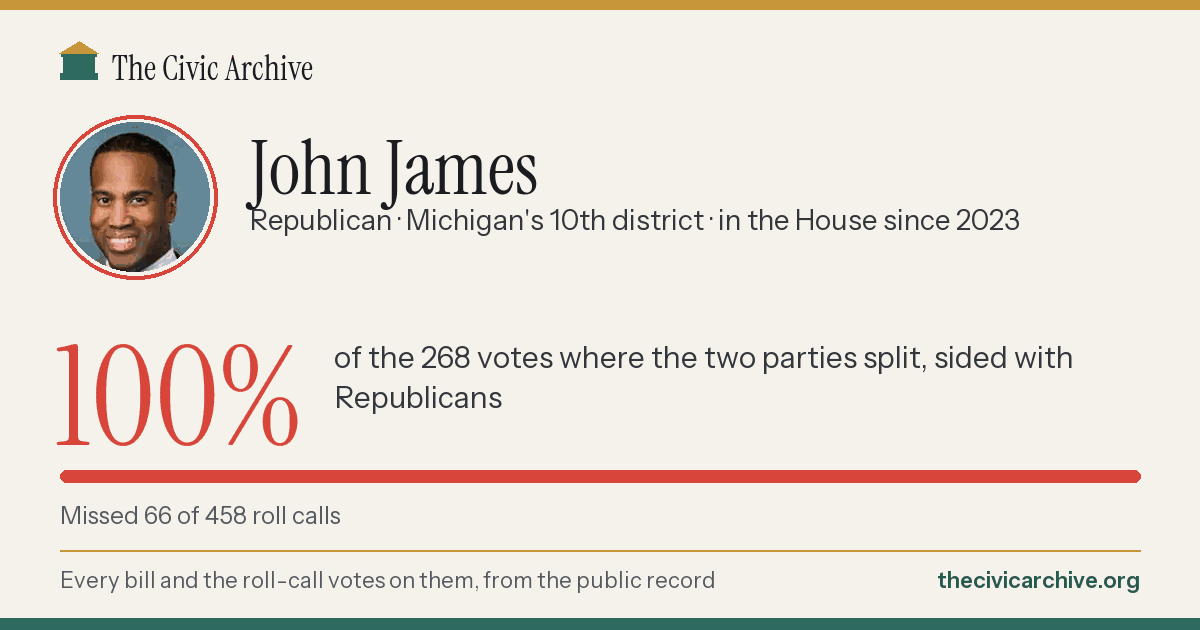 The Civic Archive
John James
Republican · Michigan's 10th district · in the House since 2023
100%
of the 268 votes where the two parties split, sided with
Republicans
Missed 66 of 458 roll calls
Every bill and the roll-call votes on them, from the public record
thecivicarchive.org